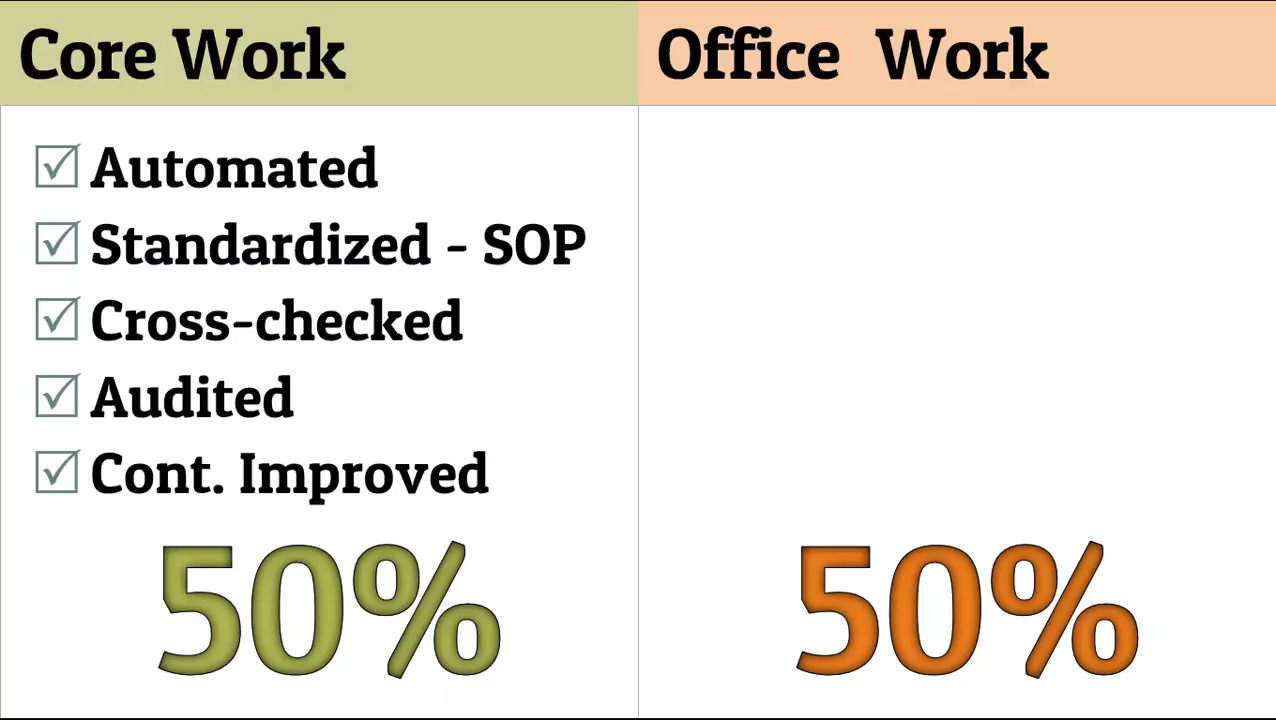 Core Work
Office Work
☑ Automated
☑ Standardized - SOP
☑ Cross-checked
☑ Audited
☑ Cont. Improved
50%
50%